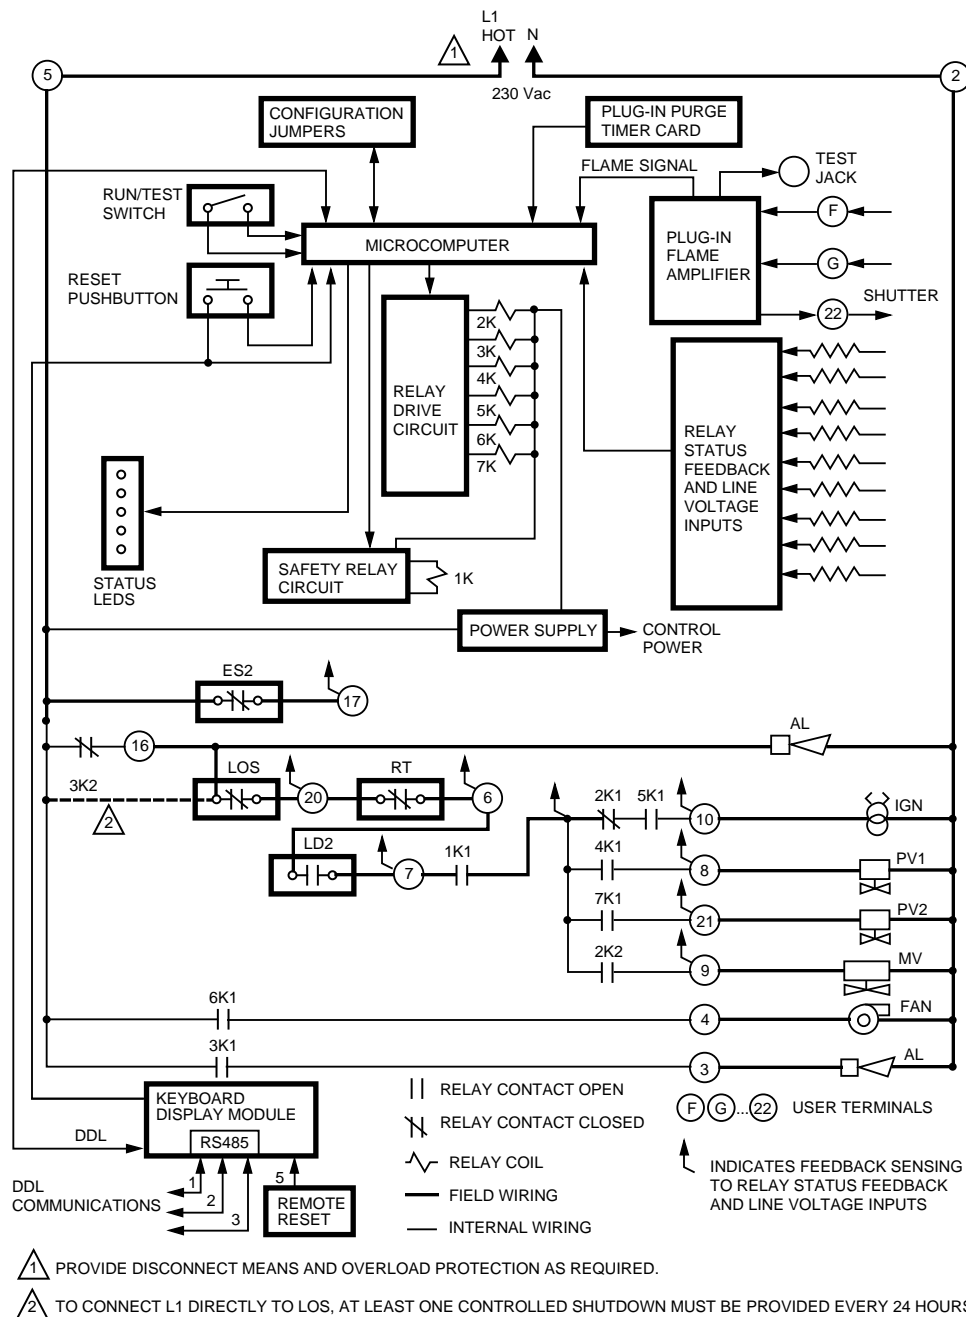 L1
HOT N
1
5
2
230 Vac
CONFIGURATION
JUMPERS
PLUG-IN PURGE
TIMER CARD
FLAME SIGNAL
TEST
JACK
RUN/TEST
SWITCH
MICROCOMPUTER
PLUG-IN
FLAME
AMPLIFIER
F
G
22
SHUTTER
RESET
PUSHBUTTON
RELAY
DRIVE
CIRCUIT
2K
3K
4K
5K
6K
7K
RELAY
STATUS
FEEDBACK
AND LINE
VOLTAGE
INPUTS
STATUS
LEDS
SAFETY RELAY
CIRCUIT
1K
POWER SUPPLY
CONTROL
POWER
ES2
17
16
AL
3K2
2
LOS
20
RT
6
LD2
7
1K1
2K1
5K1
10
IGN
4K1
8
PV1
7K1
21
PV2
2K2
9
MV
6K1
4
FAN
3K1
3
AL
KEYBOARD
DISPLAY MODULE
RS485
DDL
DDL
COMMUNICATIONS
1
2
3
5
REMOTE
RESET
RELAY CONTACT OPEN
RELAY CONTACT CLOSED
RELAY COIL
FIELD WIRING
INTERNAL WIRING
F G ... 22 USER TERMINALS
INDICATES FEEDBACK SENSING
TO RELAY STATUS FEEDBACK
AND LINE VOLTAGE INPUTS
1 PROVIDE DISCONNECT MEANS AND OVERLOAD PROTECTION AS REQUIRED.
2 TO CONNECT L1 DIRECTLY TO LOS, AT LEAST ONE CONTROLLED SHUTDOWN MUST BE PROVIDED EVERY 24 HOURS